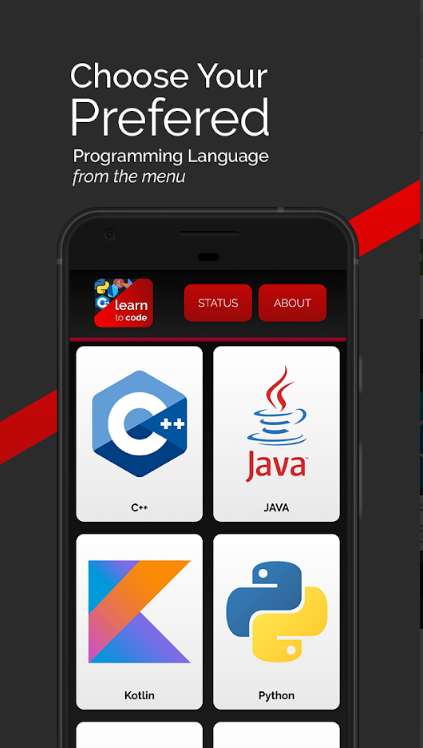 Choose Your
Prefered
Programming Language
from the menu
learn
to code
STATUS
ABOUT
C++
Java
C++
JAVA
Kotlin
Python